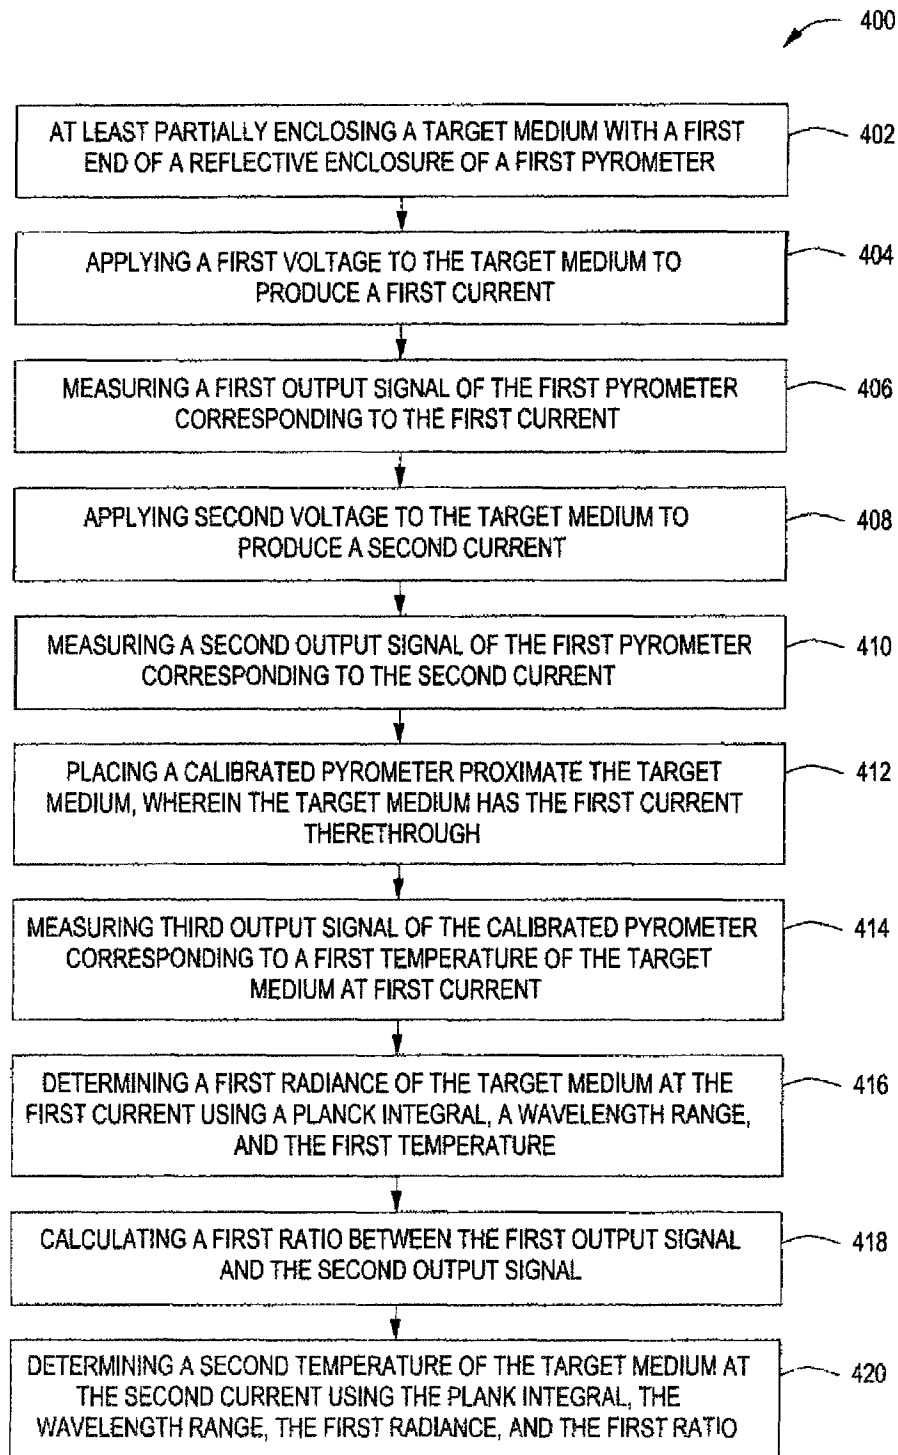 400
AT LEAST PARTIALLY ENCLOSING A TARGET MEDIUM WITH A FIRST
END OF A REFLECTIVE ENCLOSURE OF A FIRST PYROMETER
402
APPLYING A FIRST VOLTAGE TO THE TARGET MEDIUM TO
PRODUCE A FIRST CURRENT
404
MEASURING A FIRST OUTPUT SIGNAL OF THE FIRST PYROMETER
CORRESPONDING TO THE FIRST CURRENT
406
APPLYING SECOND VOLTAGE TO THE TARGET MEDIUM TO
PRODUCE A SECOND CURRENT
408
MEASURING A SECOND OUTPUT SIGNAL OF THE FIRST PYROMETER
CORRESPONDING TO THE SECOND CURRENT
410
PLACING A CALIBRATED PYROMETER PROXIMATE THE TARGET
MEDIUM, WHEREIN THE TARGET MEDIUM HAS THE FIRST CURRENT
THERETHROUGH
412
MEASURING THIRD OUTPUT SIGNAL OF THE CALIBRATED PYROMETER
CORRESPONDING TO A FIRST TEMPERATURE OF THE TARGET
MEDIUM AT FIRST CURRENT
414
DETERMINING A FIRST RADIANCE OF THE TARGET MEDIUM AT THE
FIRST CURRENT USING A PLANCK INTEGRAL, A WAVELENGTH RANGE,
AND THE FIRST TEMPERATURE
416
CALCULATING A FIRST RATIO BETWEEN THE FIRST OUTPUT SIGNAL
AND THE SECOND OUTPUT SIGNAL
418
DETERMINING A SECOND TEMPERATURE OF THE TARGET MEDIUM AT
THE SECOND CURRENT USING THE PLANK INTEGRAL, THE
WAVELENGTH RANGE, THE FIRST RADIANCE, AND THE FIRST RATIO
420